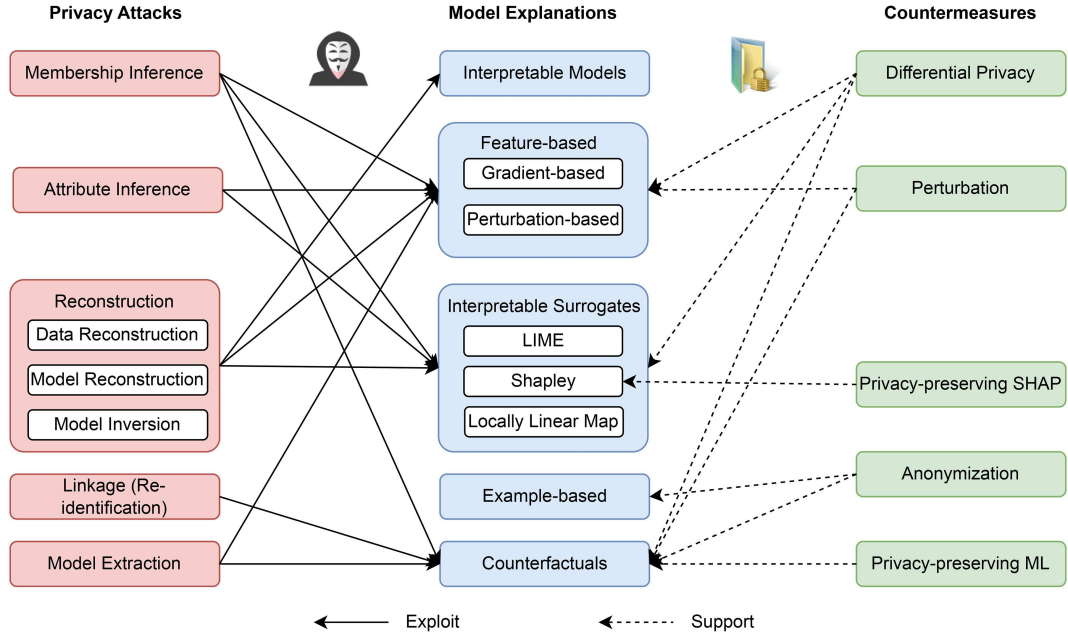 Privacy Attacks
Model Explanations
Countermeasures
Membership Inference
Interpretable Models
Differential Privacy
Feature-based
Gradient-based
Attribute Inference
Perturbation
Perturbation-based
Reconstruction
Interpretable Surrogates
Data Reconstruction
LIME
Model Reconstruction
Shapley
Privacy-preserving SHAP
Model Inversion
Locally Linear Map
Linkage (Re-
identification)
Example-based
Anonymization
Model Extraction
Counterfactuals
Privacy-preserving ML
Exploit
Support